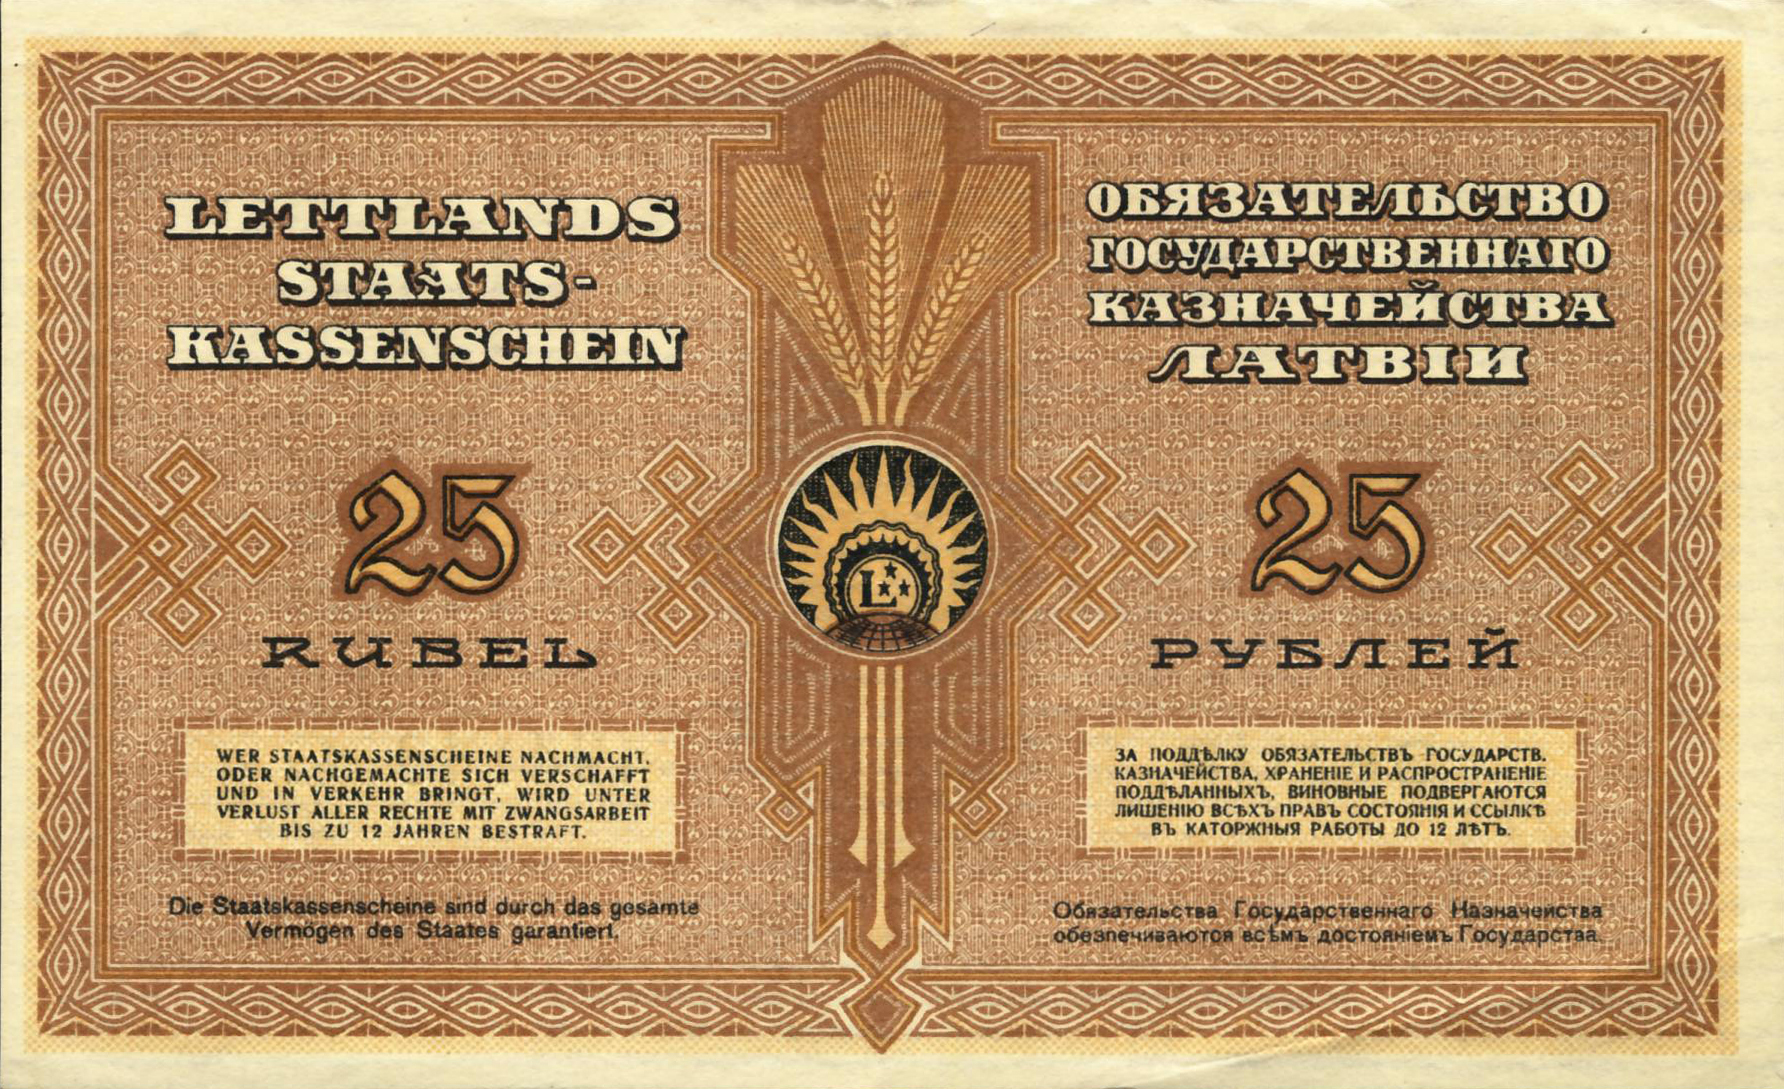 LETTLANDS
STAATS-
KASSENSCHEIN
25
RUBEL
WER STAATSKASSENSCHEINE NACHMACHT,
ODER NACHGEMACHTE SICH VERSCHAFFT
UND IN VERKEHR BRINGT, WIRD UNTER
VERLUST ALLER RECHTE MIT ZWANGSARBEIT
BIS ZU 12 JAHREN BESTRAFT.
Die Staatskassenscheine sind durch das gesamte
Vermögen des Staates garantiert.
L
ОБЯЗАТЕЛЬСТВО
ГОСУДАРСТВЕННАГО
КАЗНАЧЕЙСТВА
ЛАТВІИ
25
РУБЛЕЙ
ЗА ПОДДѢЛКУ ОБЯЗАТЕЛЬСТВЪ ГОСУДАРСТВ.
КАЗНАЧЕЙСТВА, ХРАНЕНІЕ И РАСПРОСТРАНЕНІЕ
ПОДДѢЛАННЫХЪ, ВИНОВНЫЕ ПОДВЕРГАЮТСЯ
ЛИШЕНІЮ ВСѢХЪ ПРАВЪ СОСТОЯНІЯ И ССЫЛКѢ
ВЪ КАТОРЖНЫЯ РАБОТЫ ДО 12 ЛѢТЪ.
Обязательства Государственнаго Казначейства
обезпечиваются всѣмъ достояніемъ Государства.